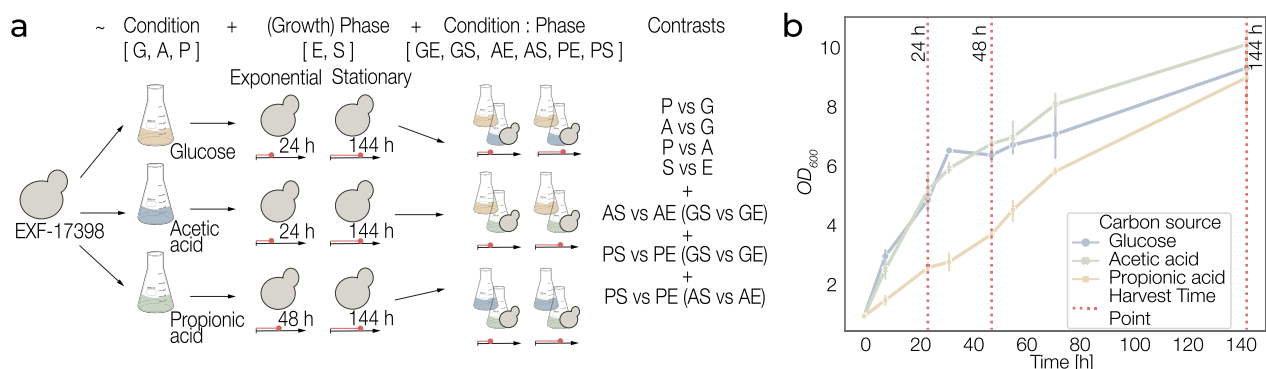 a
~ Condition + (Growth) Phase + Condition : Phase Contrasts
[ G, A, P ] [ E, S ] [ GE, GS, AE, AS, PE, PS ]
Exponential Stationary
EXF-17398
Glucose
24 h 144 h
Acetic
acid
24 h 144 h
Propionic
acid
48 h 144 h
P vs G
A vs G
P vs A
S vs E
+
AS vs AE (GS vs GE)
+
PS vs PE (GS vs GE)
+
PS vs PE (AS vs AE)
b
OD600
10
8
6
4
2
24 h
48 h
144 h
Carbon source
Glucose
Acetic acid
Propionic acid
Harvest Time
Point
0 20 40 60 80 100 120 140
Time [h]